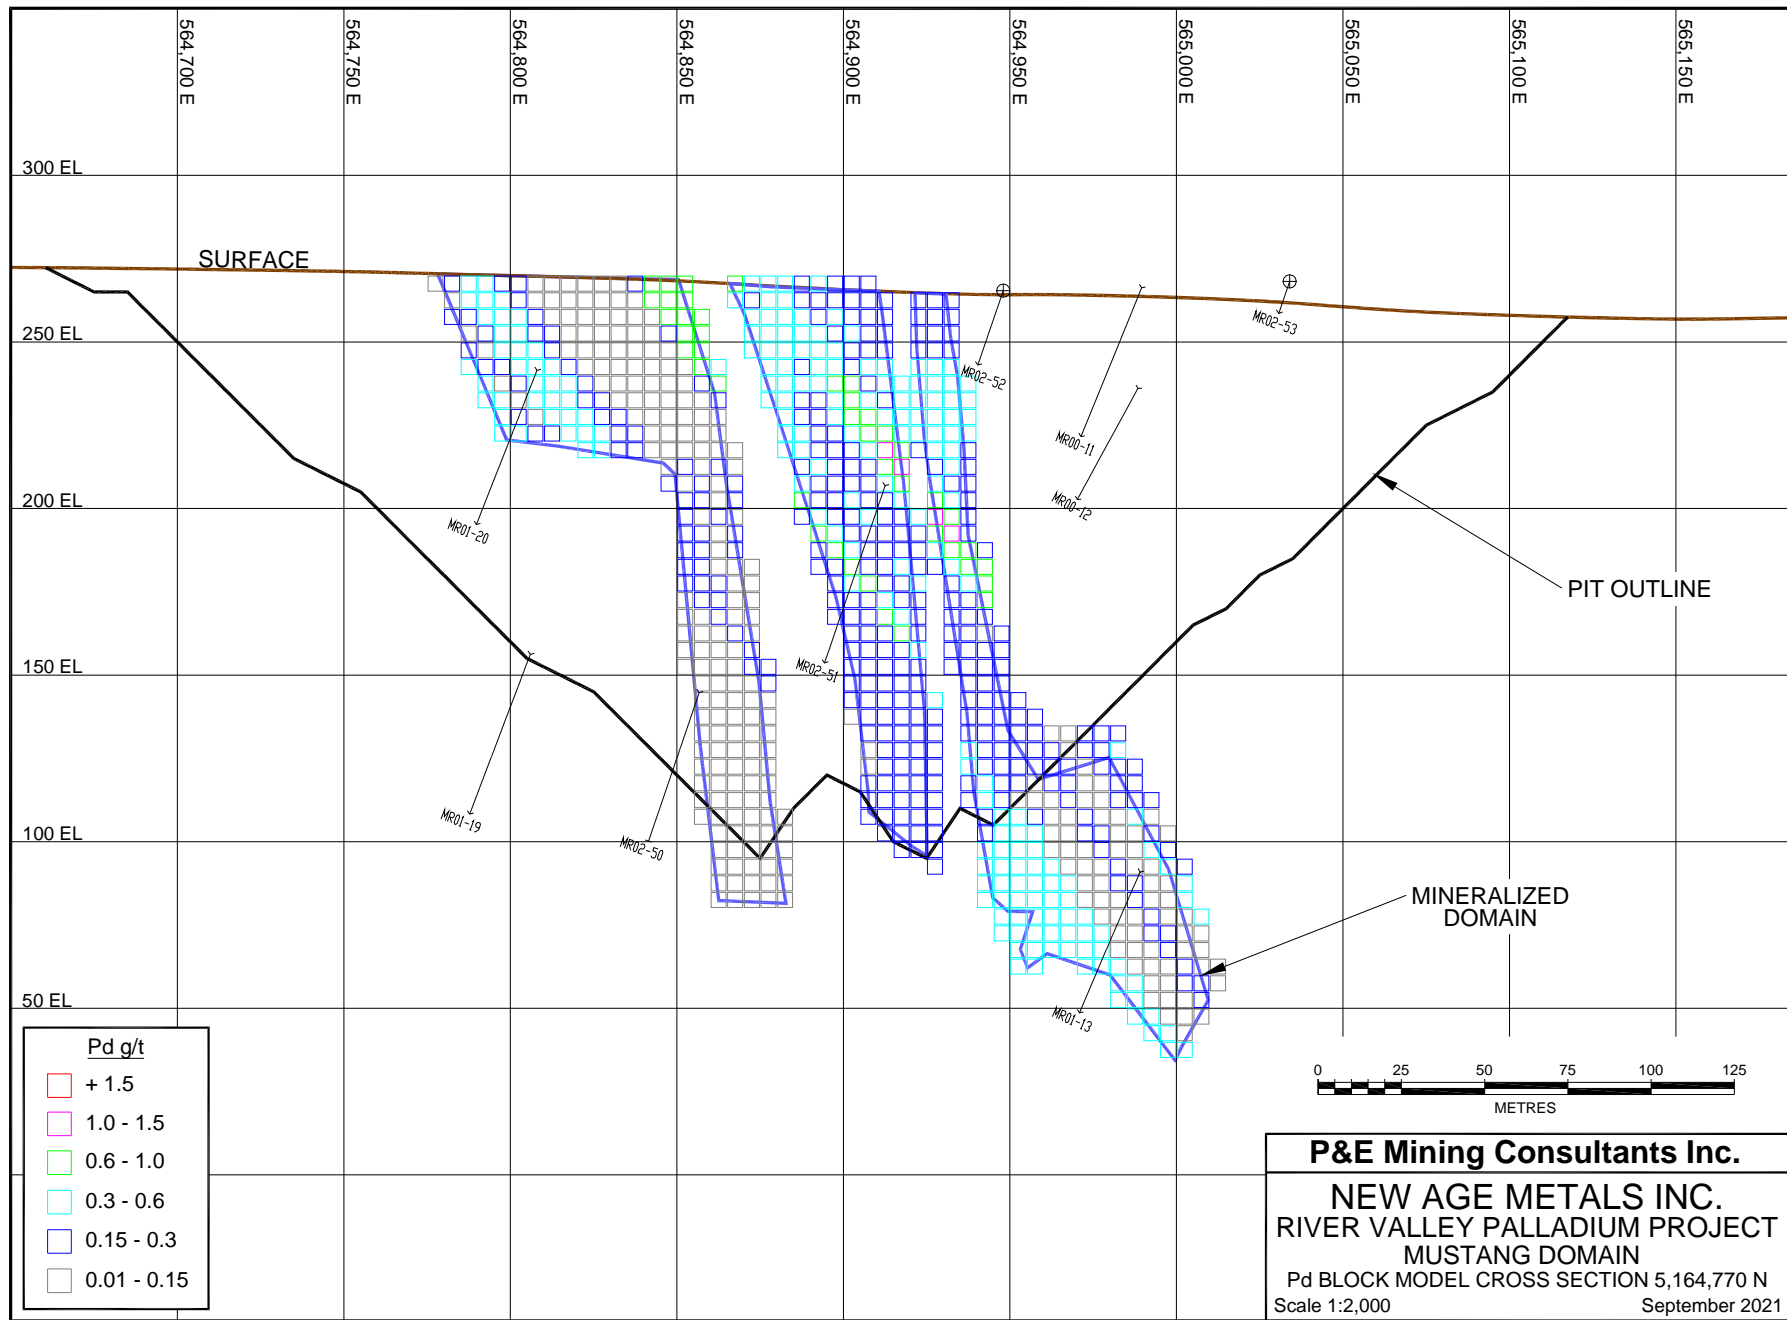 564,700 E
564,750 E
564,800 E
564,850 E
564,900 E
564,950 E
565,000 E
565,050 E
565,100 E
565,150 E
300 EL
SURFACE
MR02-53
250 EL
MR02-52
MR00-11
200 EL
MR01-20
MR00-12
PIT OUTLINE
150 EL
MR02-51
MR01-19
MR02-50
100 EL
MINERALIZED
DOMAIN
50 EL
MR01-13
Pd g/t
+ 1.5
1.0 - 1.5
0.6 - 1.0
0.3 - 0.6
0.15 - 0.3
0.01 - 0.15
0 25 50 75 100 125
METRES
P&E Mining Consultants Inc.
NEW AGE METALS INC.
RIVER VALLEY PALLADIUM PROJECT
MUSTANG DOMAIN
Pd BLOCK MODEL CROSS SECTION 5,164,770 N
Scale 1:2,000 September 2021